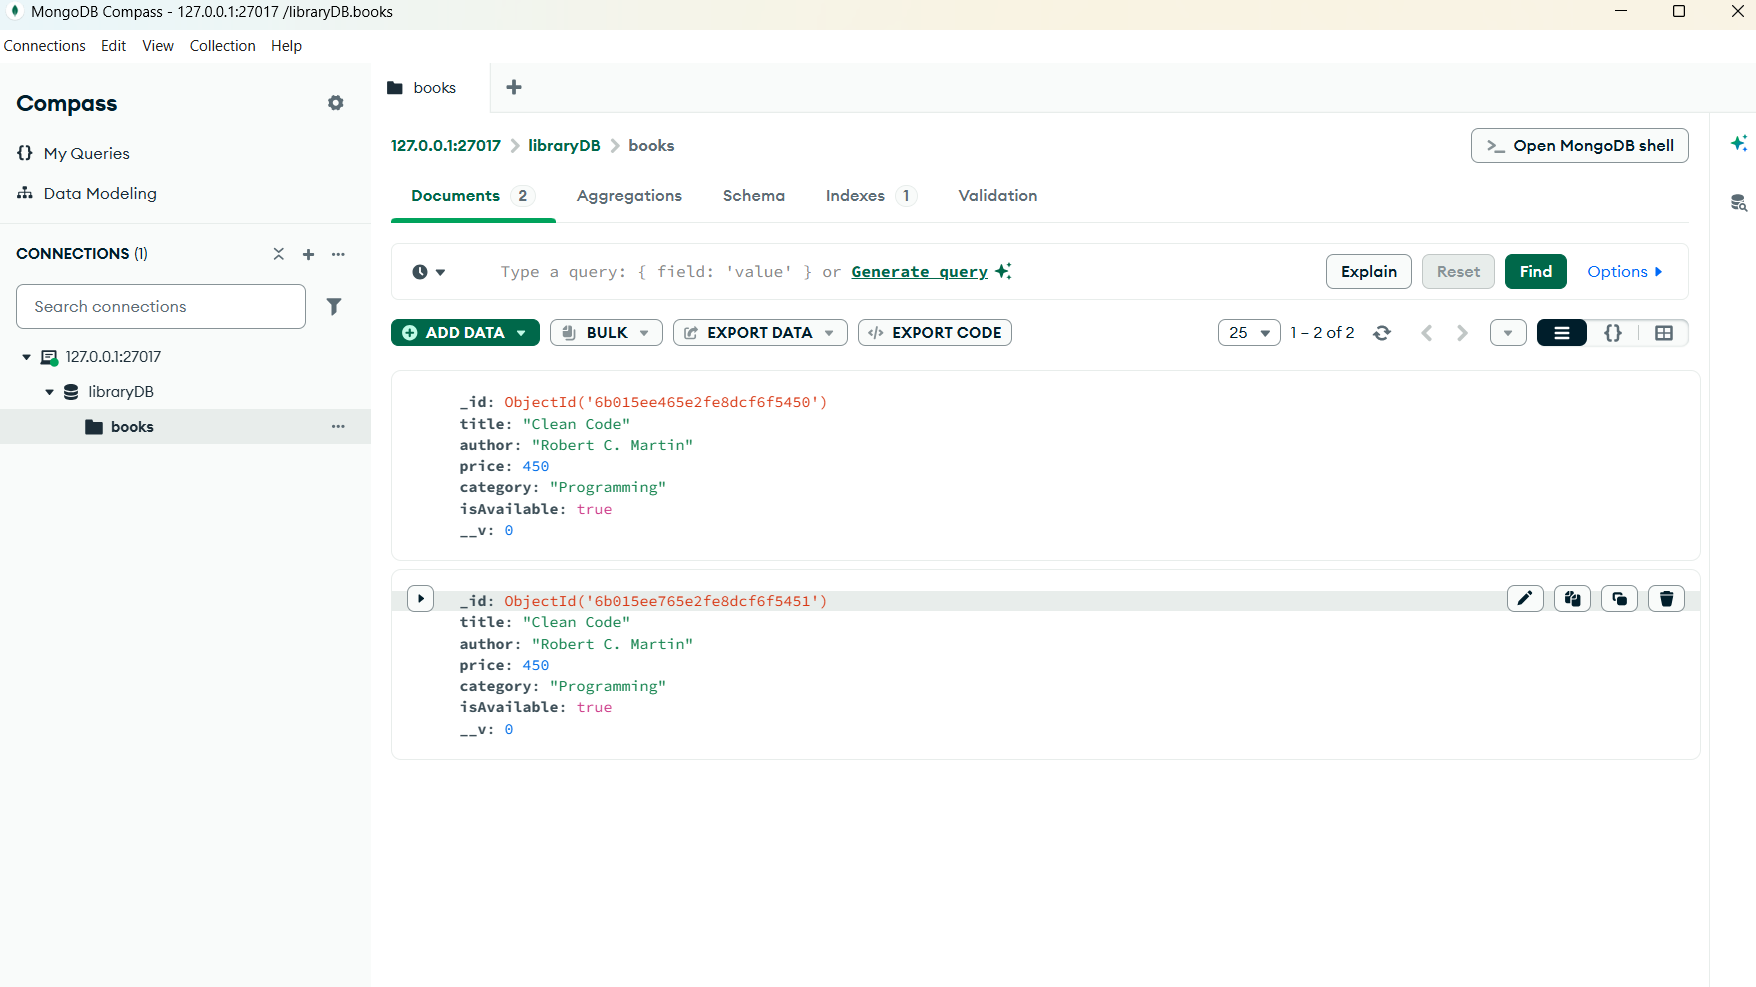 MongoDB Compass - 127.0.0.1:27017 /libraryDB.books
Connections Edit View Collection Help
Compass
{} My Queries
Data Modeling
CONNECTIONS (1)
Search connections
127.0.0.1:27017
libraryDB
books
books
127.0.0.1:27017 > libraryDB > books
>_ Open MongoDB shell
Documents 2 Aggregations Schema Indexes 1 Validation
Type a query: { field: 'value' } or Generate query
Explain Reset Find Options
ADD DATA BULK EXPORT DATA </> EXPORT CODE 25 1 – 2 of 2 {}
_id: ObjectId('6b015ee465e2fe8dcf6f5450')
title: "Clean Code"
author: "Robert C. Martin"
price: 450
category: "Programming"
isAvailable: true
__v: 0
_id: ObjectId('6b015ee765e2fe8dcf6f5451')
title: "Clean Code"
author: "Robert C. Martin"
price: 450
category: "Programming"
isAvailable: true
__v: 0